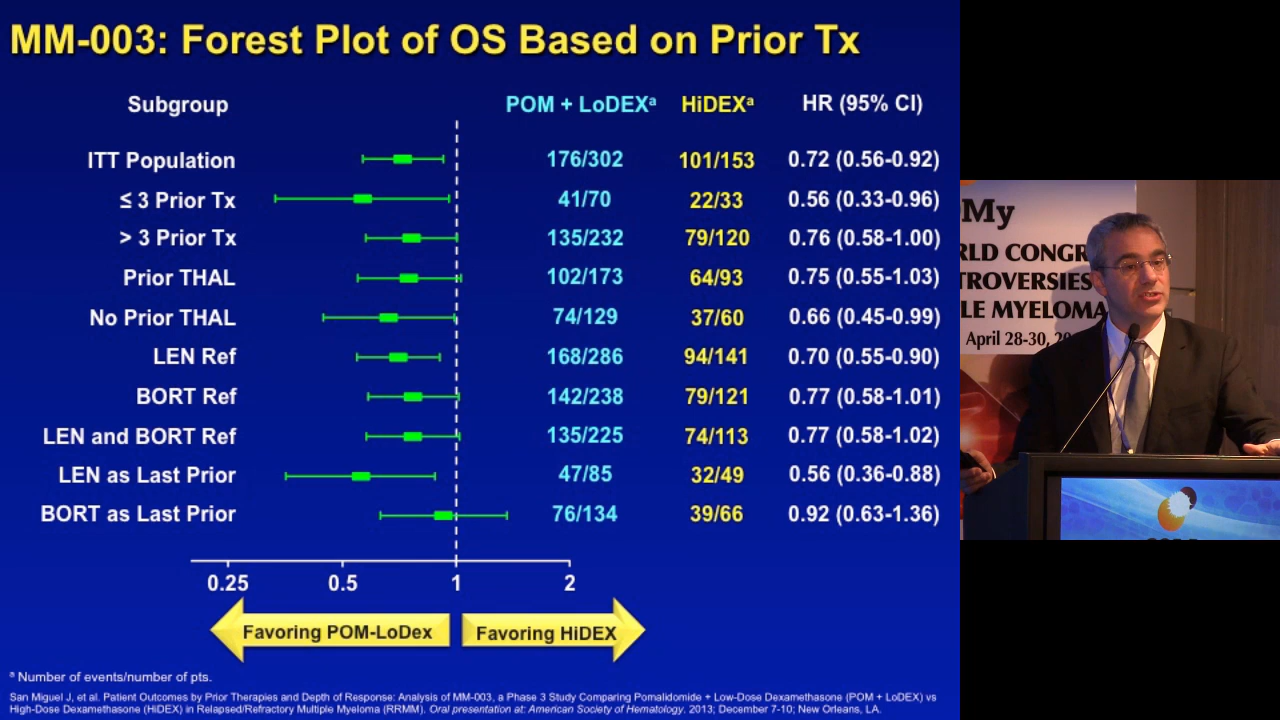 MM-003: Forest Plot of OS Based on Prior Tx
Subgroup POM + LoDEXᵃ HiDEXᵃ HR (95% CI)
ITT Population 176/302 101/153 0.72 (0.56-0.92)
≤ 3 Prior Tx 41/70 22/33 0.56 (0.33-0.96)
> 3 Prior Tx 135/232 79/120 0.76 (0.58-1.00)
Prior THAL 102/173 64/93 0.75 (0.55-1.03)
No Prior THAL 74/129 37/60 0.66 (0.45-0.99)
LEN Ref 168/286 94/141 0.70 (0.55-0.90)
BORT Ref 142/238 79/121 0.77 (0.58-1.01)
LEN and BORT Ref 135/225 74/113 0.77 (0.58-1.02)
LEN as Last Prior 47/85 32/49 0.56 (0.36-0.88)
BORT as Last Prior 76/134 39/66 0.92 (0.63-1.36)
0.25 0.5 1 2
Favoring POM-LoDex Favoring HiDEX
ᵃ Number of events/number of pts.
San Miguel J, et al. Patient Outcomes by Prior Therapies and Depth of Response: Analysis of MM-003, a Phase 3 Study Comparing Pomalidomide + Low-Dose Dexamethasone (POM + LoDEX) vs
High-Dose Dexamethasone (HiDEX) in Relapsed/Refractory Multiple Myeloma (RRMM). Oral presentation at: American Society of Hematology. 2013; December 7-10; New Orleans, LA.
My
RLD CONGR
TROVERSIES
LE MYELOMA
April 28-30, 20